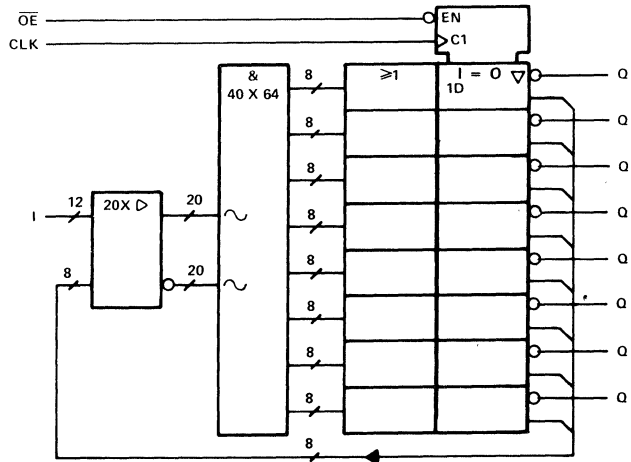 OE EN
CLK C1
& 8 ≥1 I = 0 ▽ Q
40 X 64 1D
8 Q
8 Q
12 20X ▷ 20 8 Q
I
8 20 8 Q
8 Q
8 Q
8 Q
8